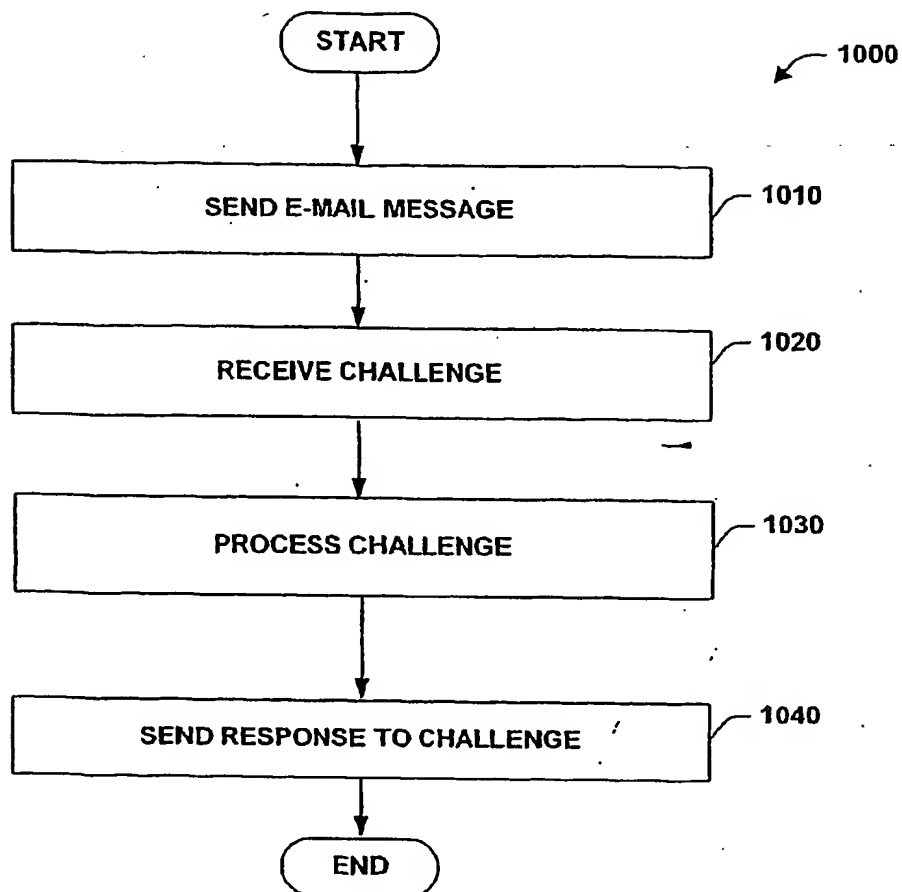 START
1000
SEND E-MAIL MESSAGE
1010
RECEIVE CHALLENGE
1020
PROCESS CHALLENGE
1030
SEND RESPONSE TO CHALLENGE
1040
END